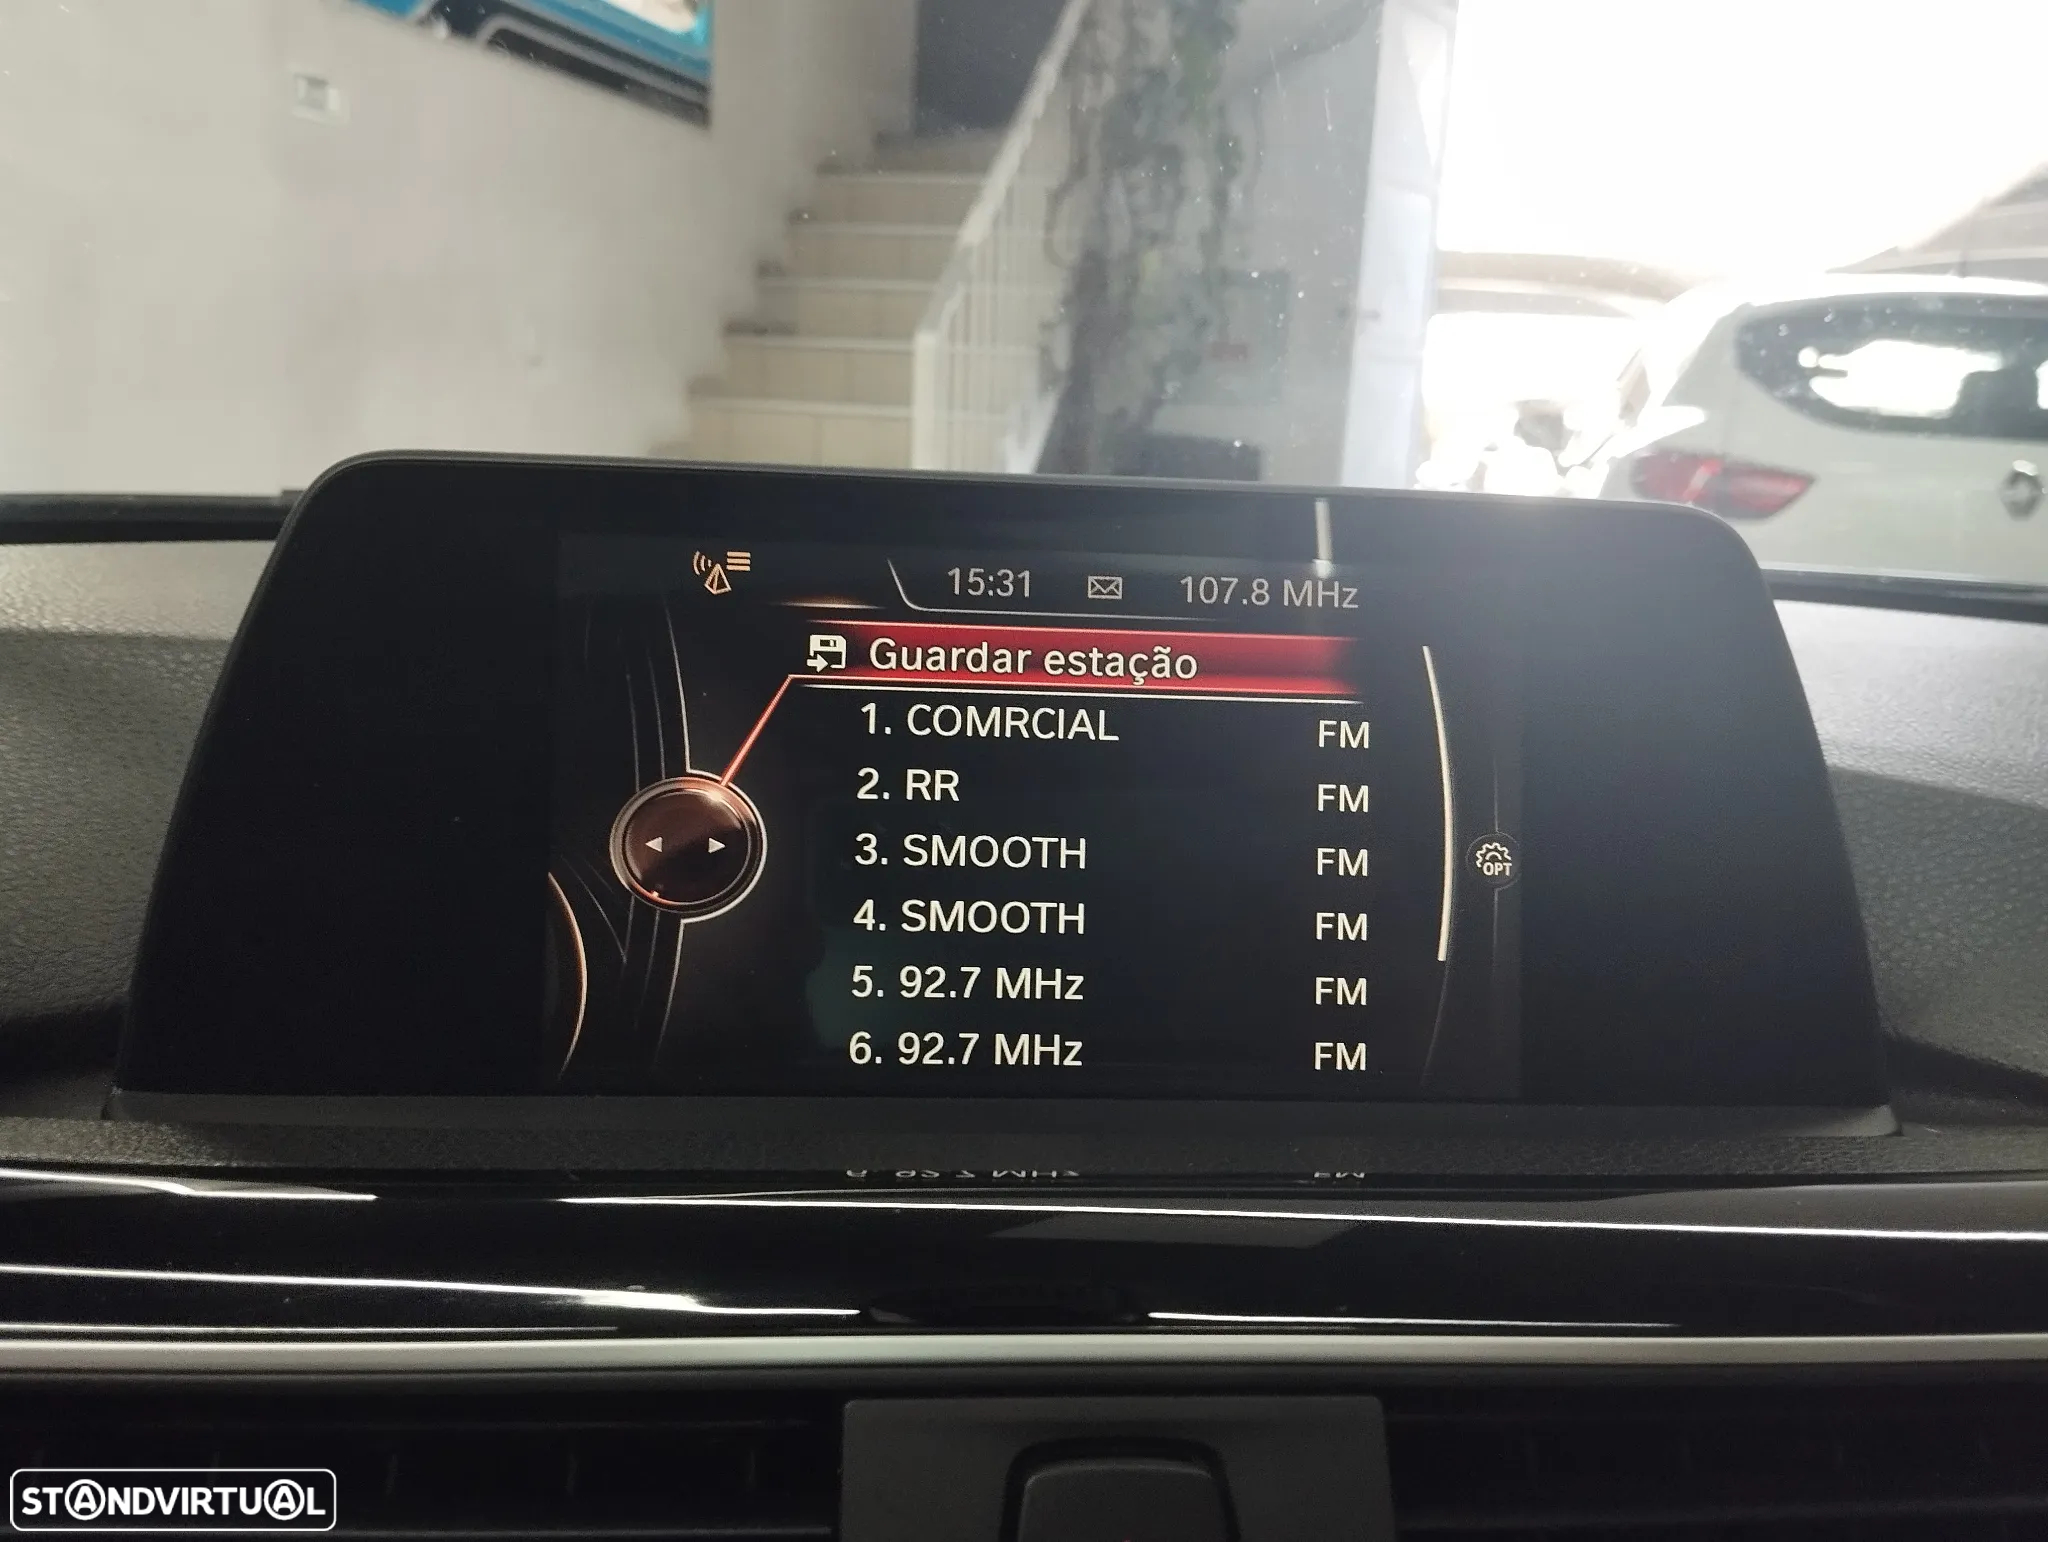 15:31 107.8 MHz
Guardar estação
1. COMRCIAL FM
2. RR FM
3. SMOOTH FM
4. SMOOTH FM
OPT
5. 92.7 MHz FM
6. 92.7 MHz FM
STANDVIRTUAL